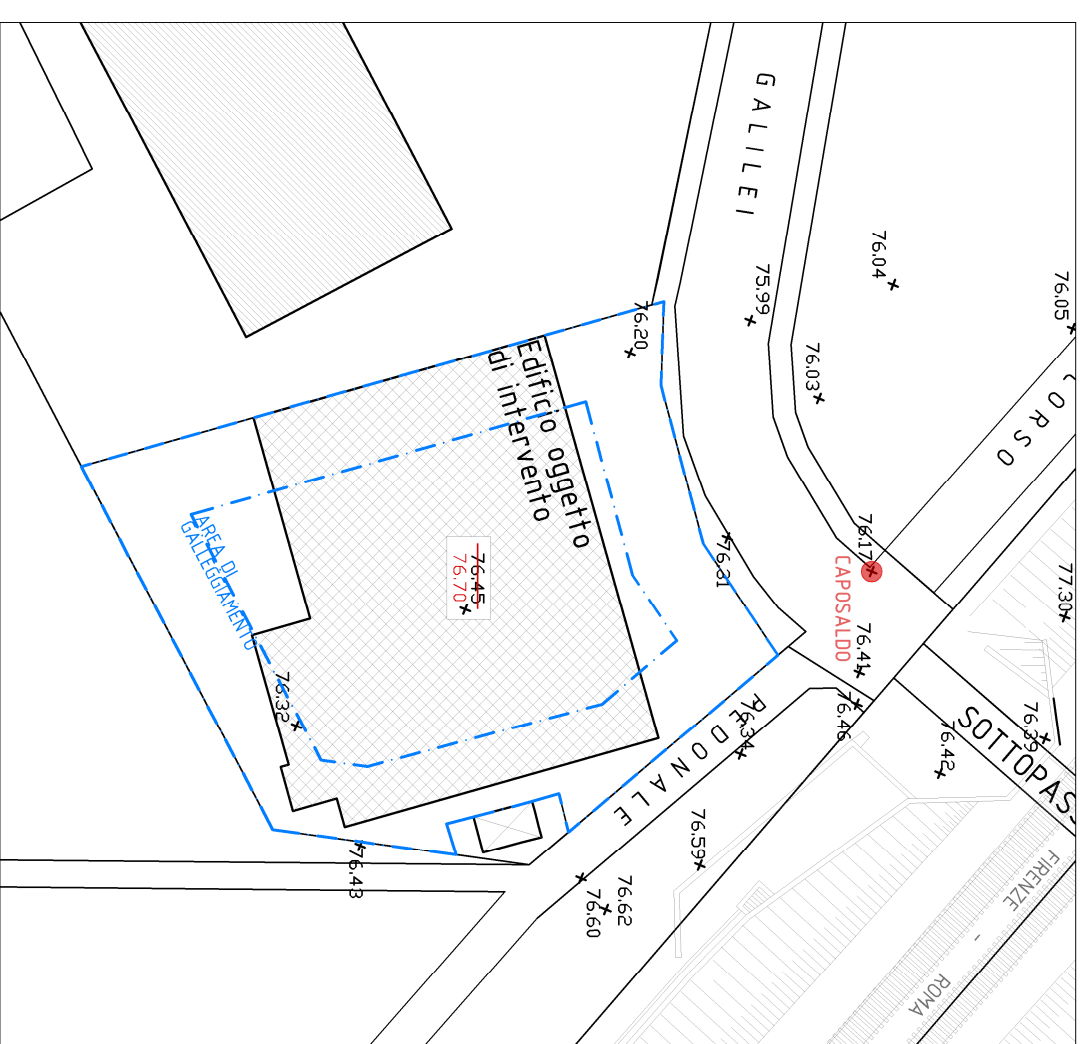 GALILEI
76.04
76.05
75.99
76.20
76.03
CORSO
Edificio oggetto
di intervento
76.17
CAPOSALDO
76.31
77.30
AREA DI
GALLEGGIAMENTO
76.45
76.70
76.41
76.32
76.46
76.34
76.39
76.42
SOTTOPASS
PEDONALE
76.59
76.43
76.62
76.60
FIRENZE - ROMA